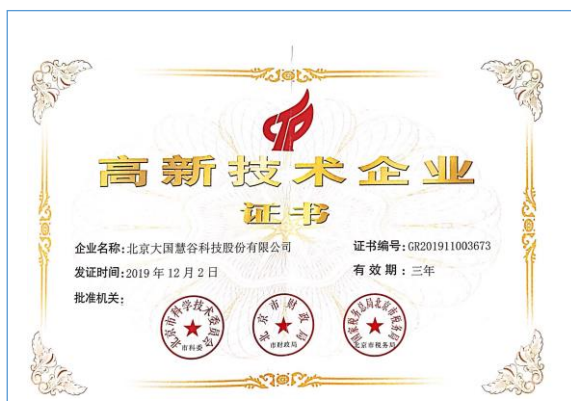 高新技术企业
证书
企业名称:北京大国慧谷科技股份有限公司
证书编号:GR201911003673
发证时间:2019年12月2日
有效期:三年
批准机关:
北京市科学技术委员会
市科委
北京市财政局
市财政局
国家税务总局北京市税务局
北京市税务局